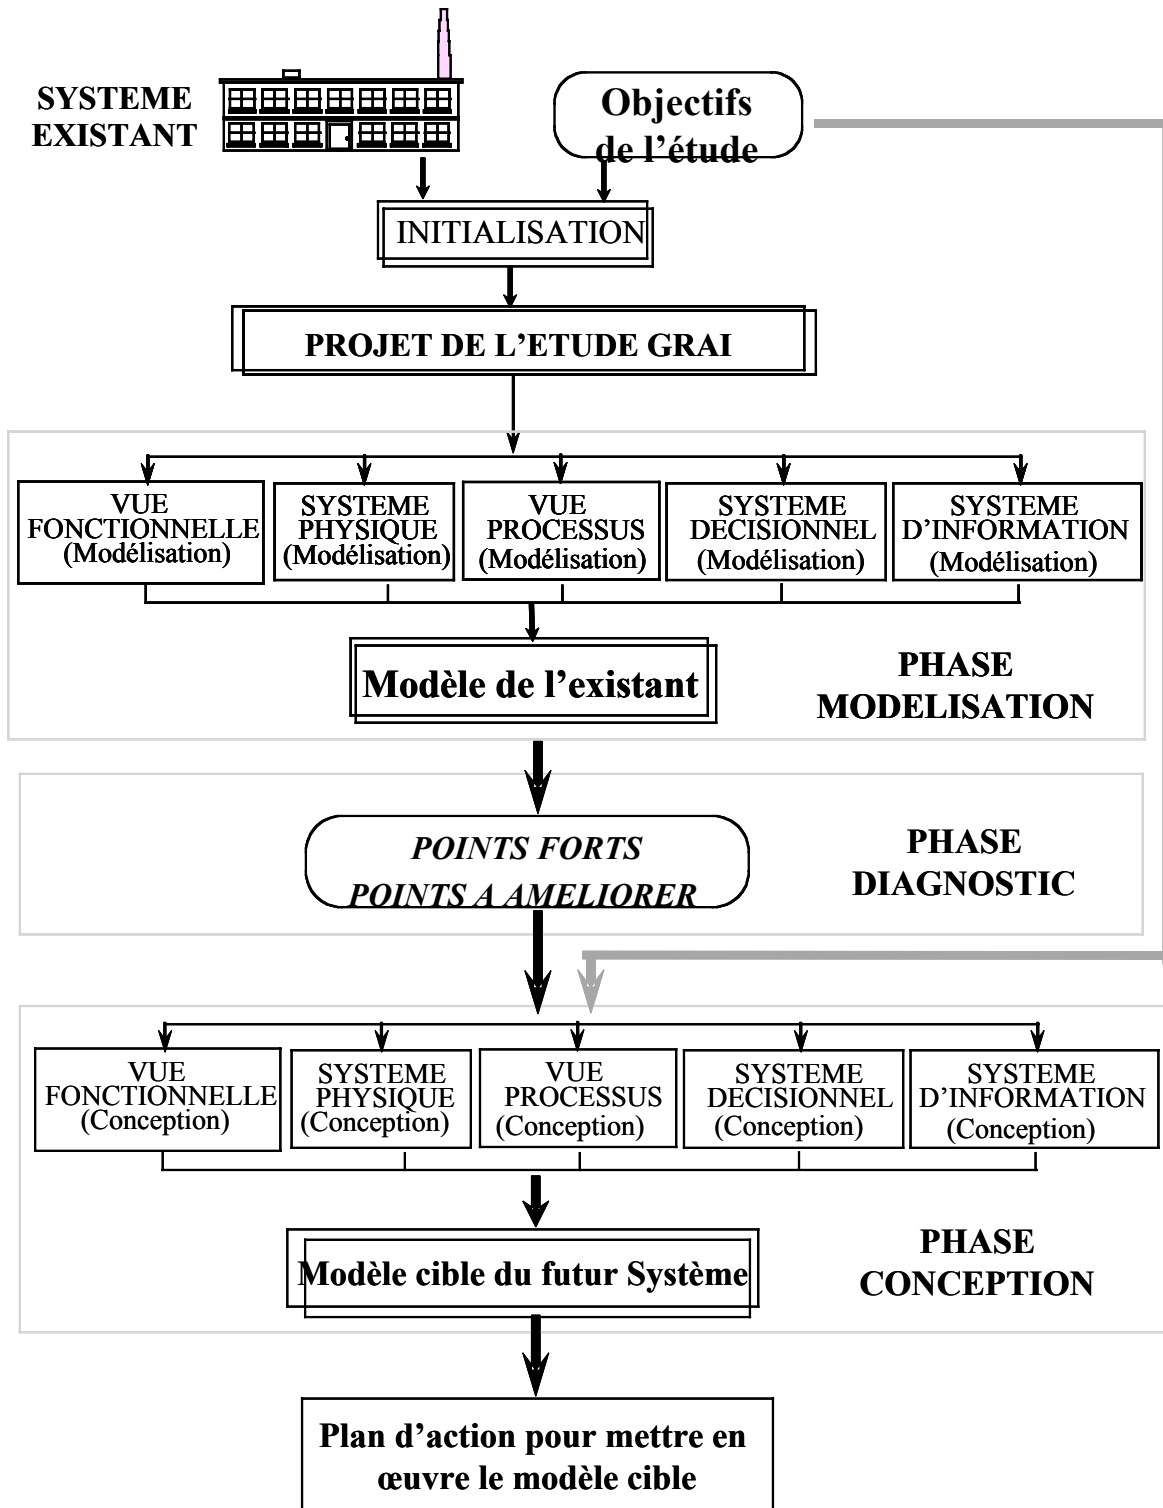 SYSTEME
EXISTANT
Objectifs
de l'étude
INITIALISATION
PROJET DE L'ETUDE GRAI
VUE
FONCTIONNELLE
(Modélisation)
SYSTEME
PHYSIQUE
(Modélisation)
VUE
PROCESSUS
(Modélisation)
SYSTEME
DECISIONNEL
(Modélisation)
SYSTEME
D'INFORMATION
(Modélisation)
Modèle de l'existant
PHASE
MODELISATION
POINTS FORTS
POINTS A AMELIORER
PHASE
DIAGNOSTIC
VUE
FONCTIONNELLE
(Conception)
SYSTEME
PHYSIQUE
(Conception)
VUE
PROCESSUS
(Conception)
SYSTEME
DECISIONNEL
(Conception)
SYSTEME
D'INFORMATION
(Conception)
Modèle cible du futur Système
PHASE
CONCEPTION
Plan d'action pour mettre en
œuvre le modèle cible